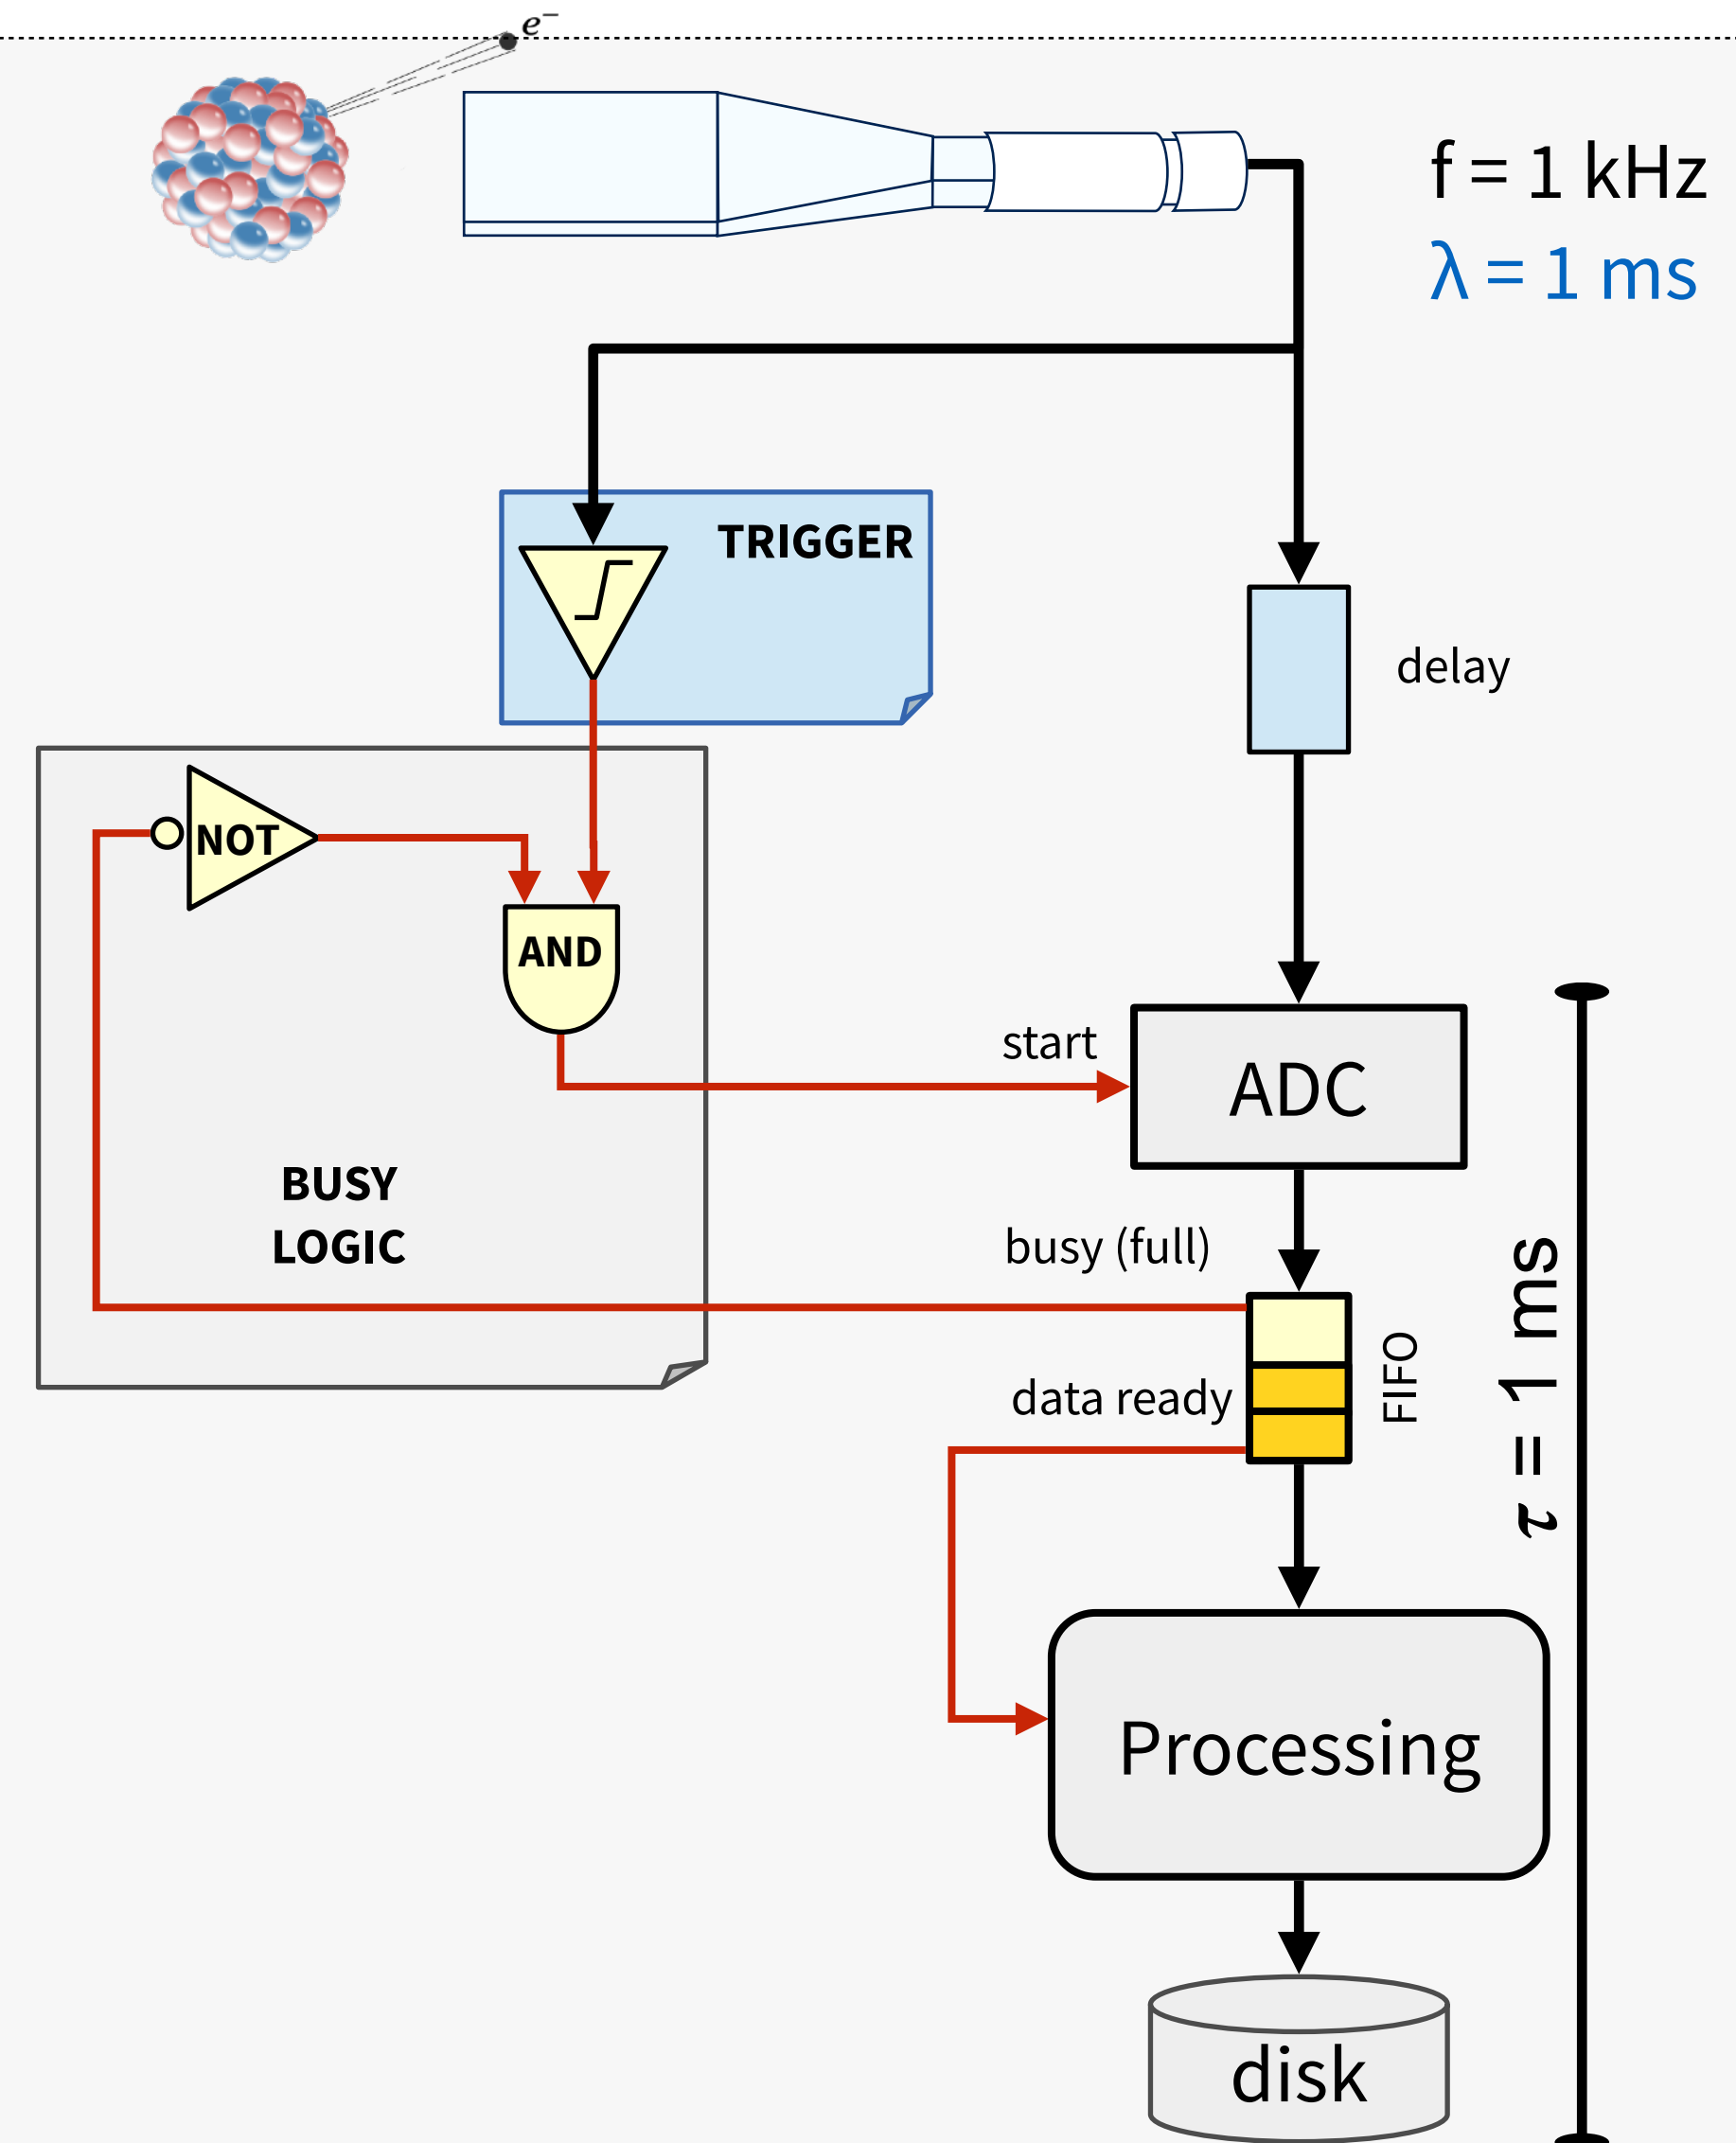 e⁻
f = 1 kHz
λ = 1 ms
TRIGGER
delay
NOT
AND
start
ADC
BUSY
LOGIC
busy (full)
FIFO
data ready
τ = 1 ms
Processing
disk